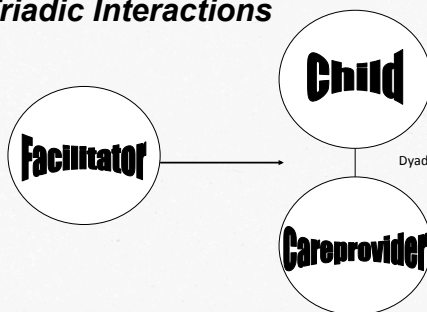 riadic Interactions
Child
Facilitator
Dyad
Careprovider